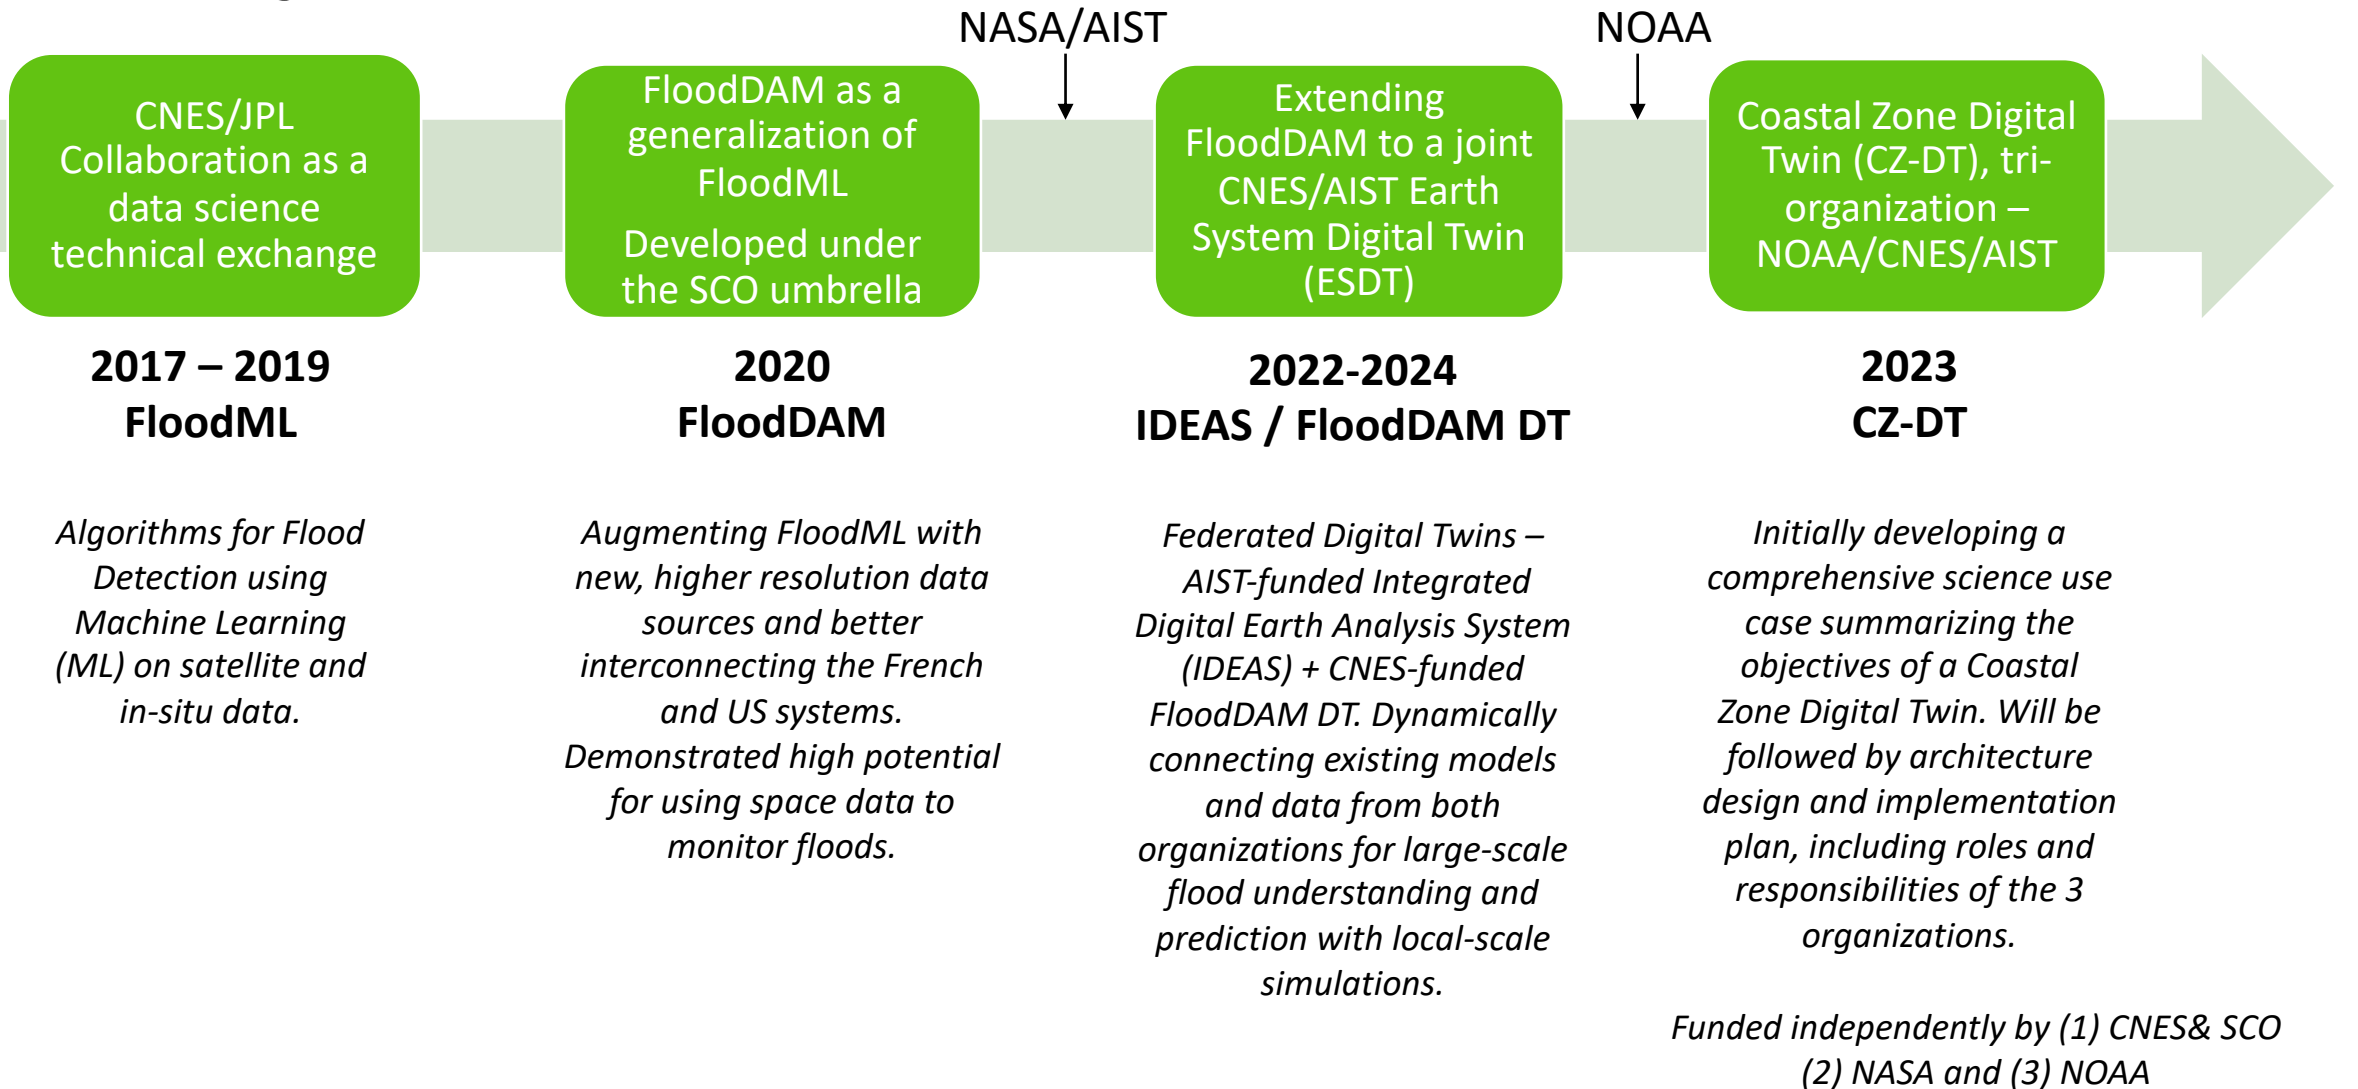 NASA/AIST
NOAA
CNES/JPL
Collaboration as a
data science
technical exchange
FloodDAM as a
generalization of
FloodML
Developed under
the SCO umbrella
Extending
FloodDAM to a joint
CNES/AIST Earth
System Digital Twin
(ESDT)
Coastal Zone Digital
Twin (CZ-DT), tri-
organization –
NOAA/CNES/AIST
2017 – 2019
FloodML
2020
FloodDAM
2022-2024
IDEAS / FloodDAM DT
2023
CZ-DT
Algorithms for Flood
Detection using
Machine Learning
(ML) on satellite and
in-situ data.
Augmenting FloodML with
new, higher resolution data
sources and better
interconnecting the French
and US systems.
Demonstrated high potential
for using space data to
monitor floods.
Federated Digital Twins –
AIST-funded Integrated
Digital Earth Analysis System
(IDEAS) + CNES-funded
FloodDAM DT. Dynamically
connecting existing models
and data from both
organizations for large-scale
flood understanding and
prediction with local-scale
simulations.
Initially developing a
comprehensive science use
case summarizing the
objectives of a Coastal
Zone Digital Twin. Will be
followed by architecture
design and implementation
plan, including roles and
responsibilities of the 3
organizations.
Funded independently by (1) CNES& SCO
(2) NASA and (3) NOAA